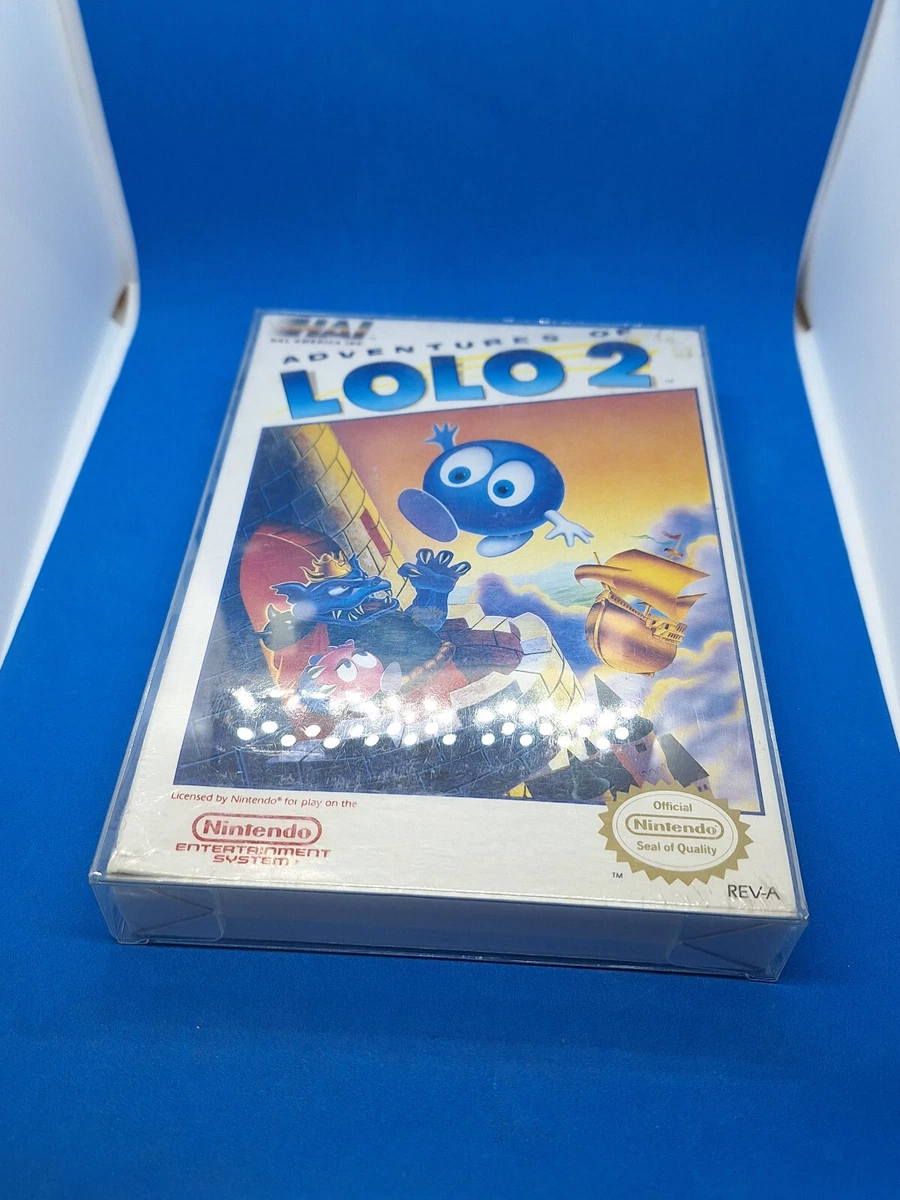 HAL
HAL AMERICA INC.
ADVENTURES OF
LOLO 2 ™
Licensed by Nintendo® for play on the
Nintendo
ENTERTAINMENT
SYSTEM
Official
Nintendo
Seal of Quality
™
REV-A